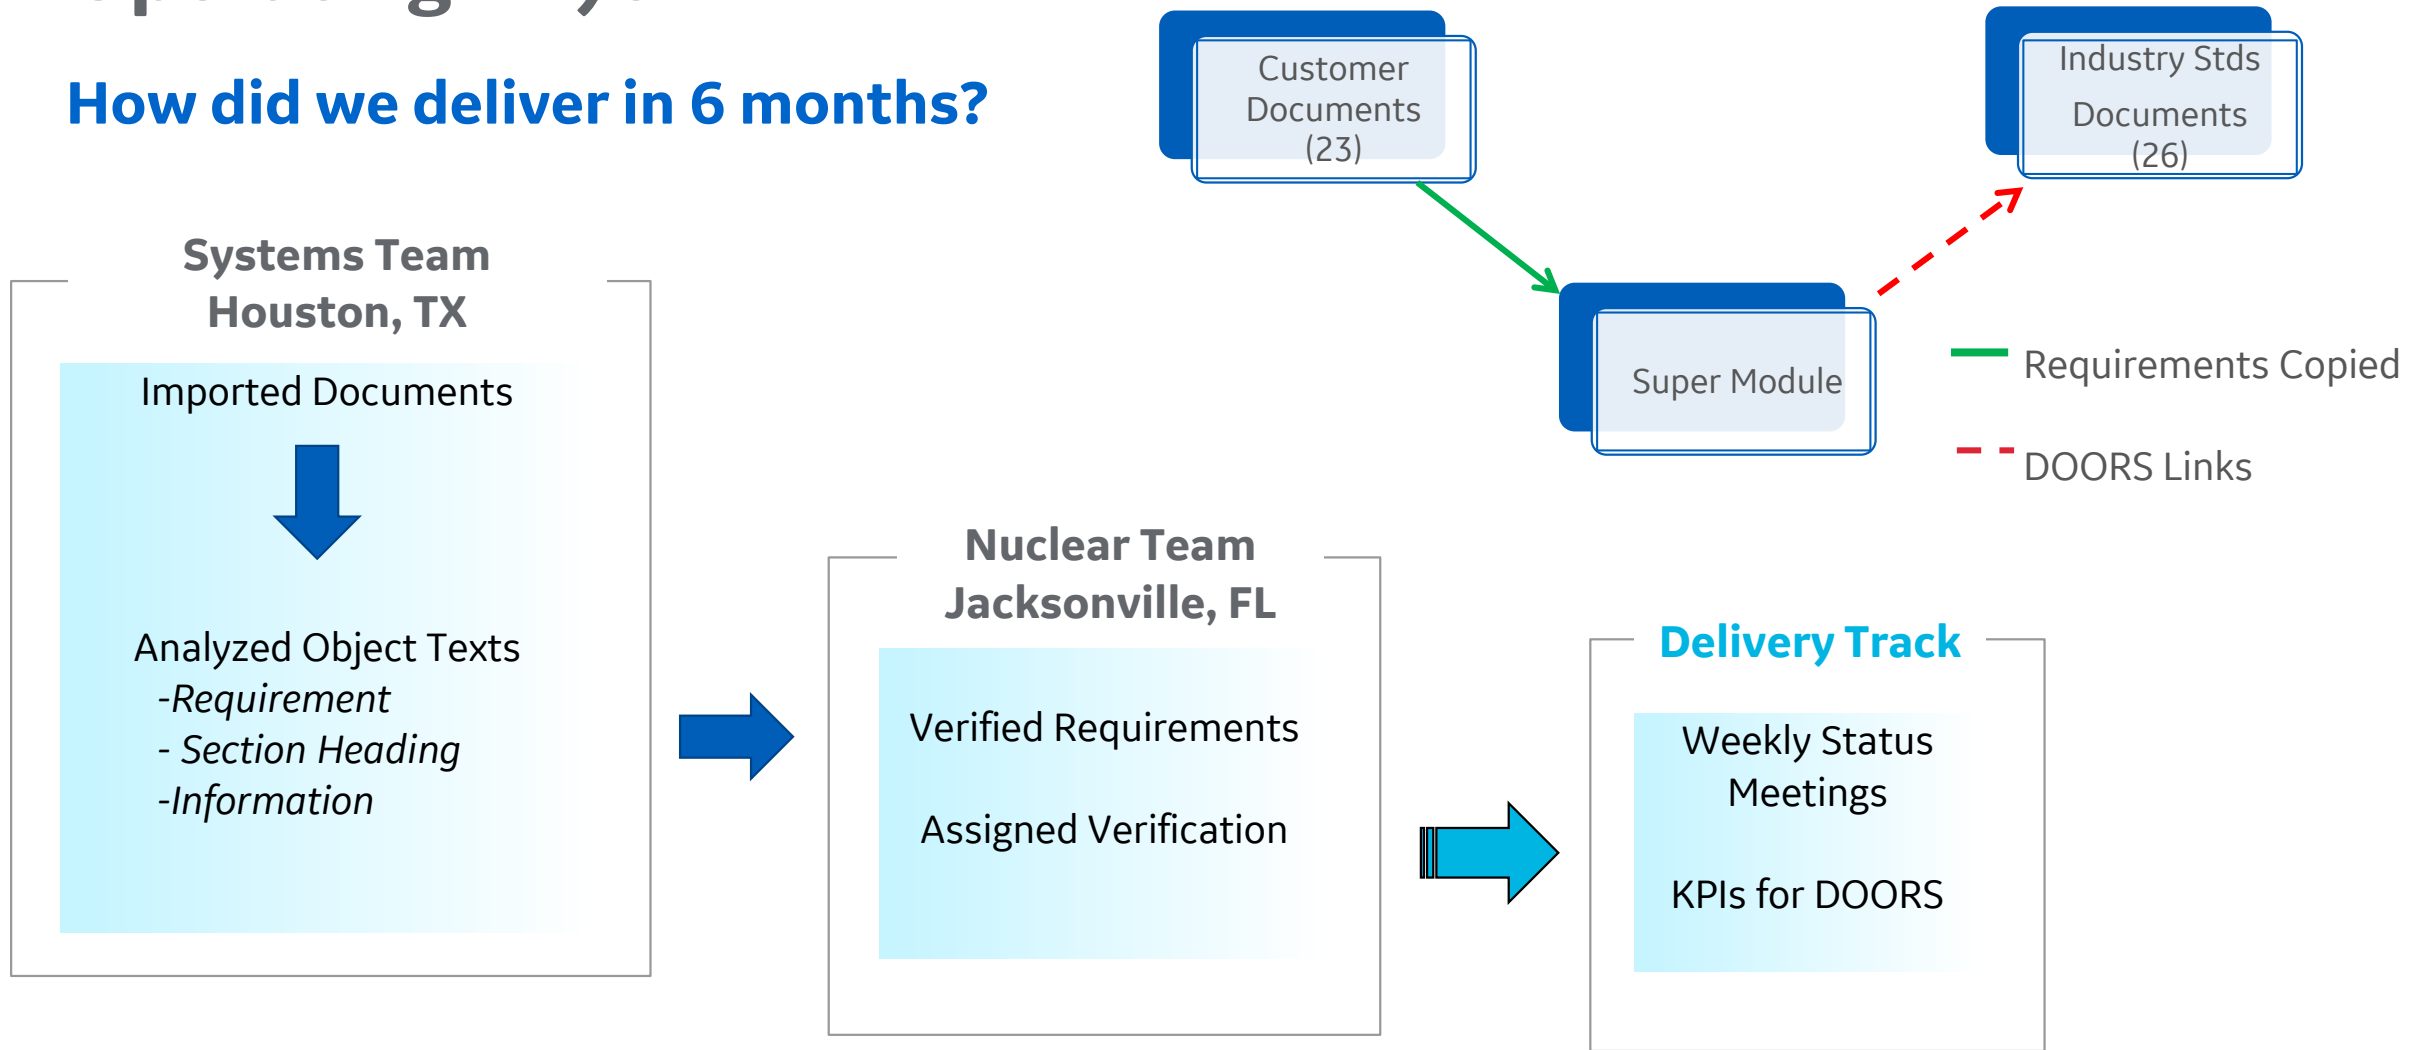 How did we deliver in 6 months?
Customer
Documents
(23)
Industry Stds
Documents
(26)
Super Module
Requirements Copied
DOORS Links
Systems Team
Houston, TX
Imported Documents
Analyzed Object Texts
-Requirement
- Section Heading
-Information
Nuclear Team
Jacksonville, FL
Verified Requirements
Assigned Verification
Delivery Track
Weekly Status
Meetings
KPIs for DOORS